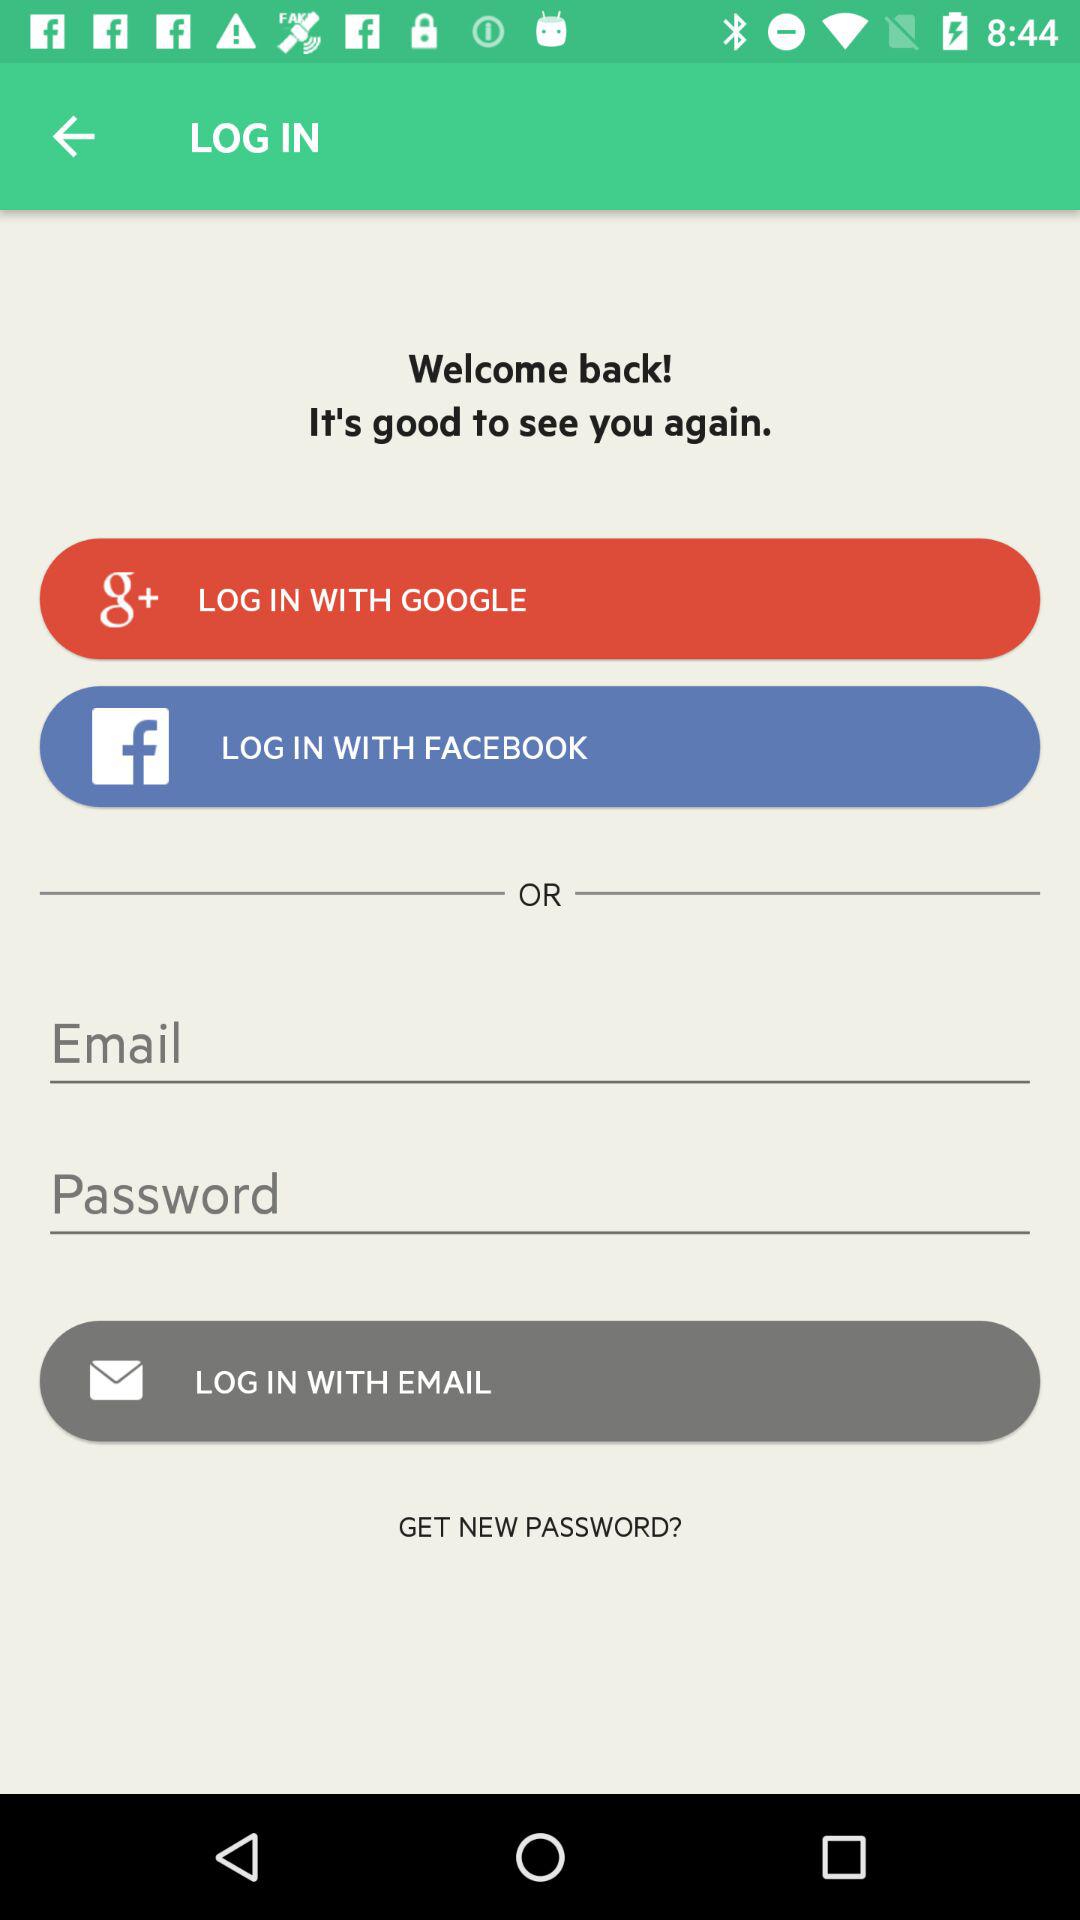 FAKE
8:44
LOG IN
Welcome back!
It's good to see you again.
g+ LOG IN WITH GOOGLE
f LOG IN WITH FACEBOOK
OR
Email
Password
LOG IN WITH EMAIL
GET NEW PASSWORD?